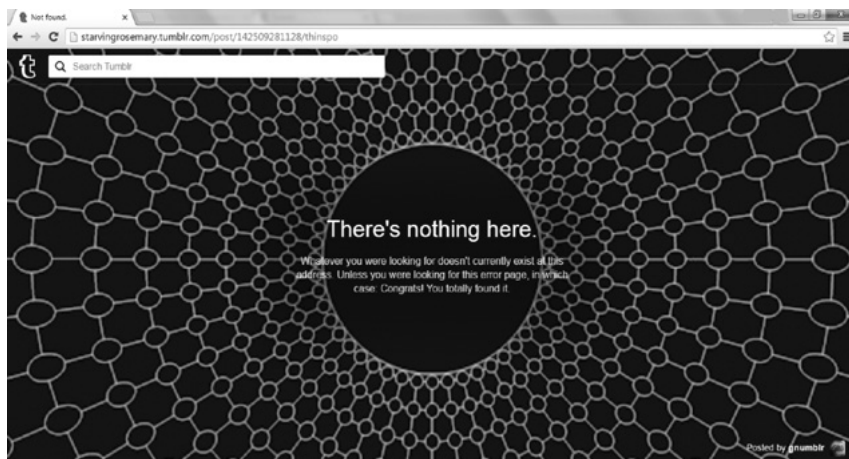 Not found.
starvingrosemary.tumblr.com/post/142509281128/thinspo
t Search Tumblr
There's nothing here.
Whatever you were looking for doesn't currently exist at this
address. Unless you were looking for this error page, in which
case: Congrats! You totally found it.
Posted by gnumblr